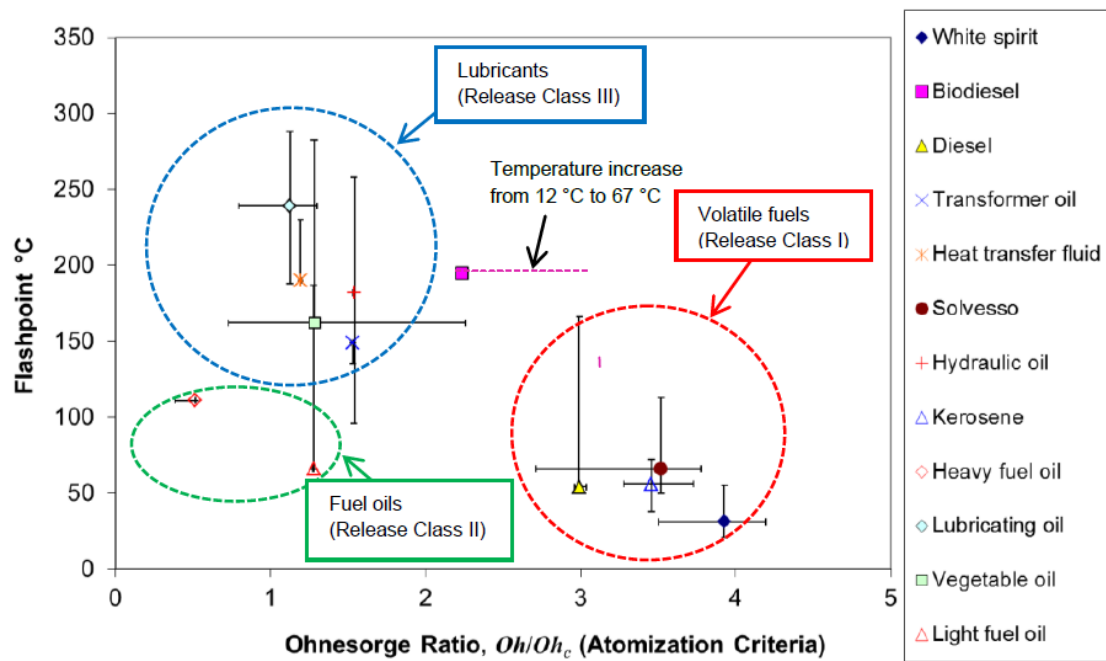 350
300
250
200
150
100
50
0
Flashpoint °C
0 1 2 3 4 5
Ohnesorge Ratio, Oh/Ohc (Atomization Criteria)
Lubricants
(Release Class III)
Temperature increase
from 12 °C to 67 °C
Volatile fuels
(Release Class I)
Fuel oils
(Release Class II)
White spirit
Biodiesel
Diesel
Transformer oil
Heat transfer fluid
Solvesso
Hydraulic oil
Kerosene
Heavy fuel oil
Lubricating oil
Vegetable oil
Light fuel oil